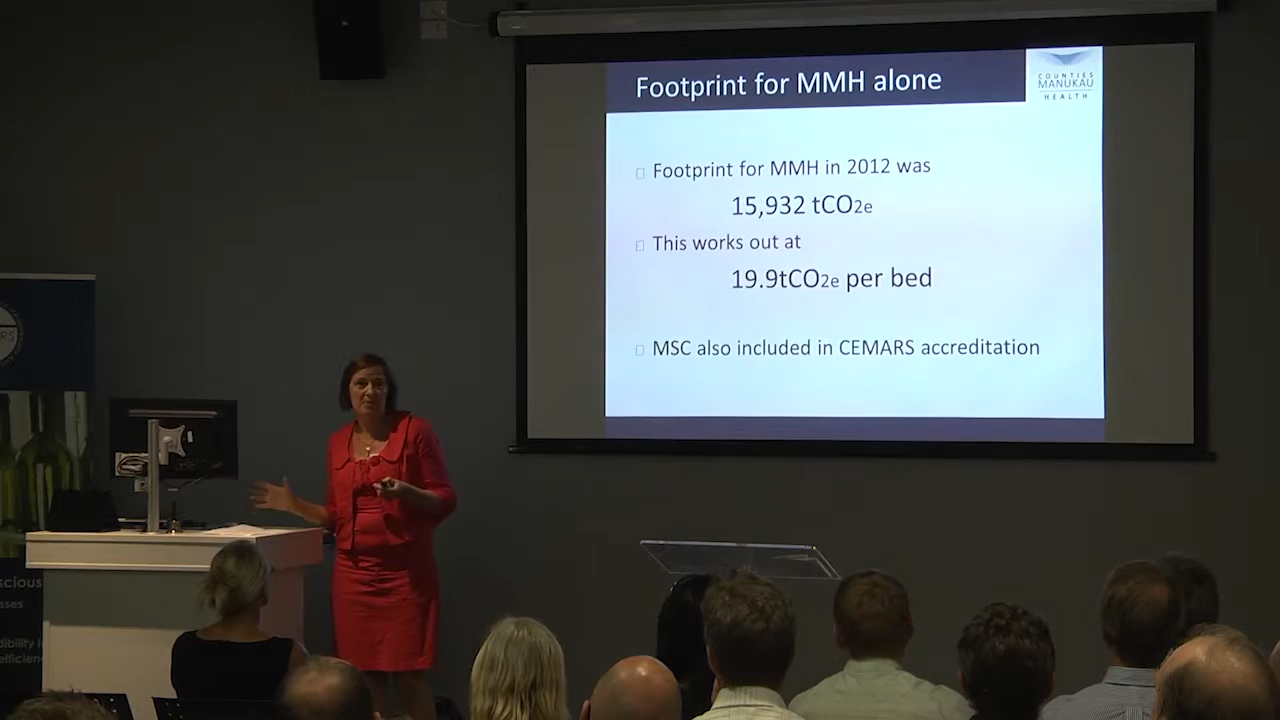 Footprint for MMH alone
COUNTIES
MANUKAU
HEALTH
Footprint for MMH in 2012 was
15,932 tCO2e
This works out at
19.9tCO2e per bed
MSC also included in CEMARS accreditation